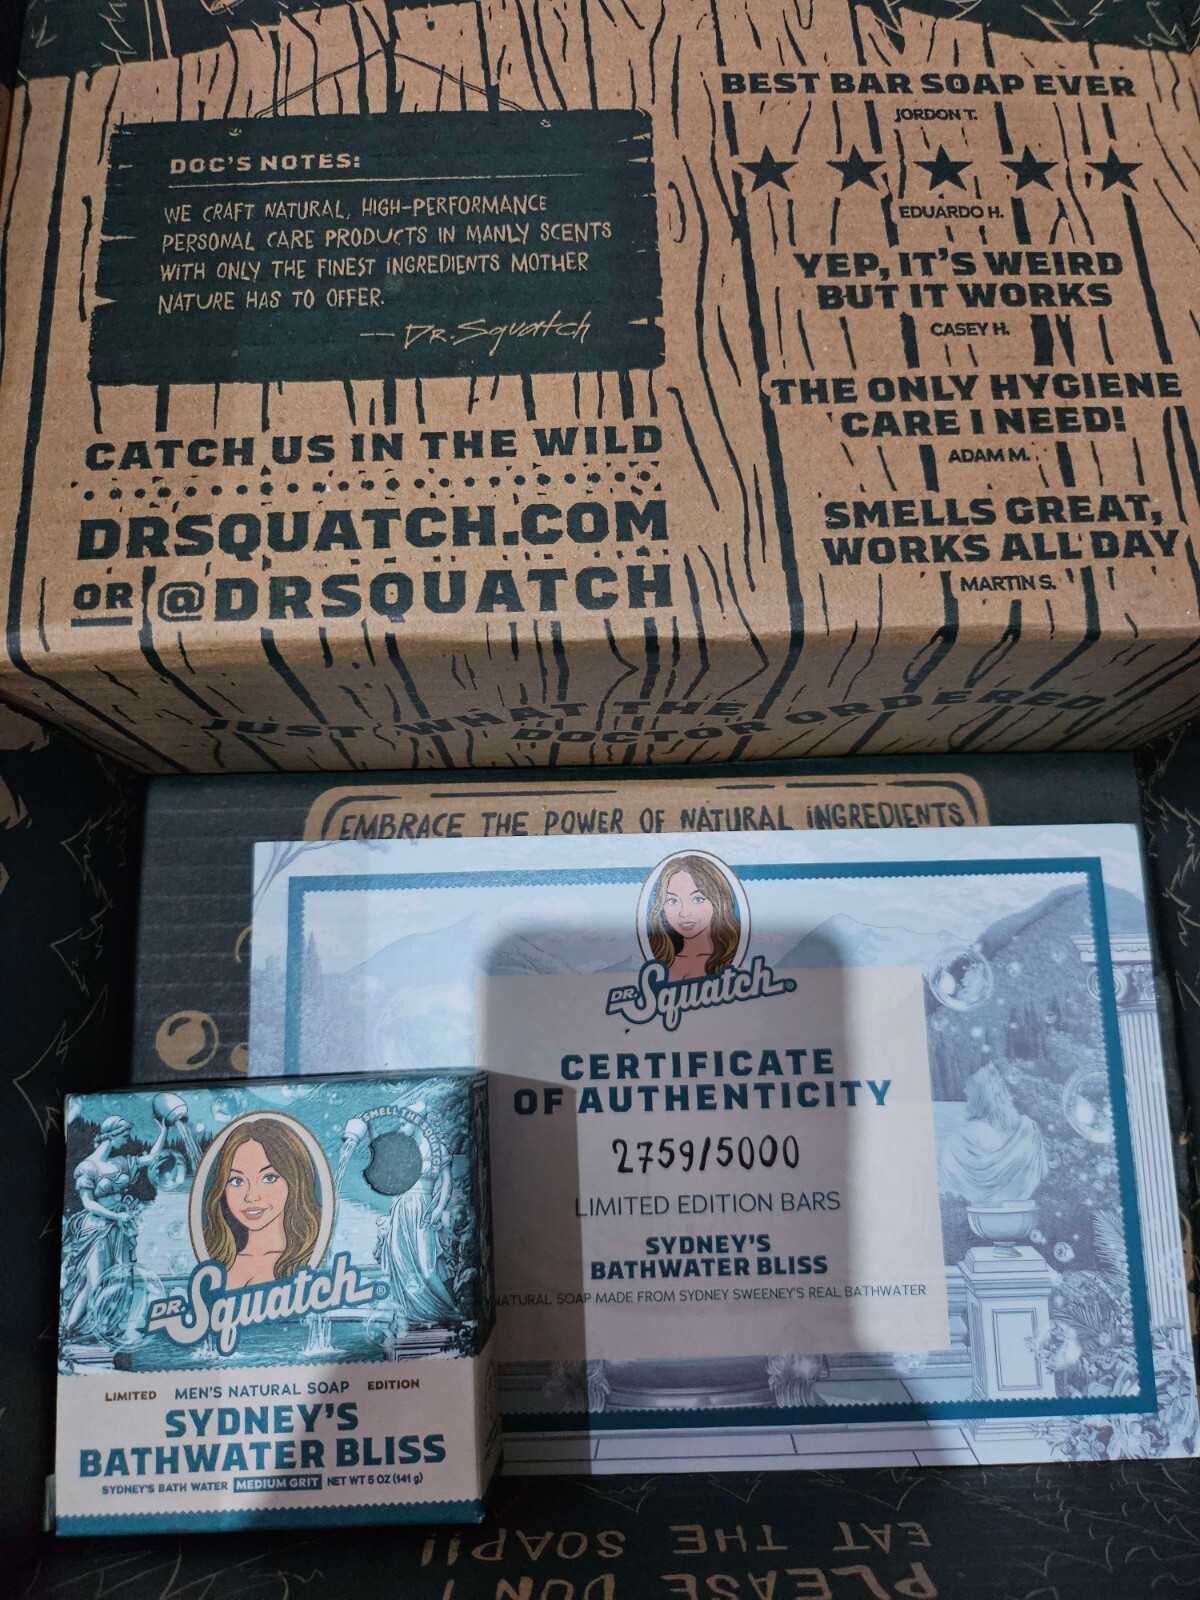 DOC'S NOTES:
WE CRAFT NATURAL, HIGH-PERFORMANCE
PERSONAL CARE PRODUCTS IN MANLY SCENTS
WITH ONLY THE FINEST INGREDIENTS MOTHER
NATURE HAS TO OFFER.
— DR. Squatch
CATCH US IN THE WILD
DRSQUATCH.COM
OR @DRSQUATCH
BEST BAR SOAP EVER
JORDON T.
EDUARDO H.
YEP, IT'S WEIRD
BUT IT WORKS
CASEY H.
THE ONLY HYGIENE
CARE I NEED!
ADAM M.
SMELLS GREAT,
WORKS ALL DAY
MARTIN S.
JUST WHAT THE
DOCTOR ORDERED
EMBRACE THE POWER OF NATURAL INGREDIENTS
DR. Squatch®
CERTIFICATE
OF AUTHENTICITY
2759/5000
LIMITED EDITION BARS
SYDNEY'S
BATHWATER BLISS
NATURAL SOAP MADE FROM SYDNEY SWEENEY'S REAL BATHWATER
SMELL THE SQUATCH
DR. Squatch®
LIMITED MEN'S NATURAL SOAP EDITION
SYDNEY'S
BATHWATER BLISS
SYDNEY'S BATH WATER MEDIUM GRIT NET WT 5 OZ (141 g)
PLEASE DON'T
EAT THE SOAP!!